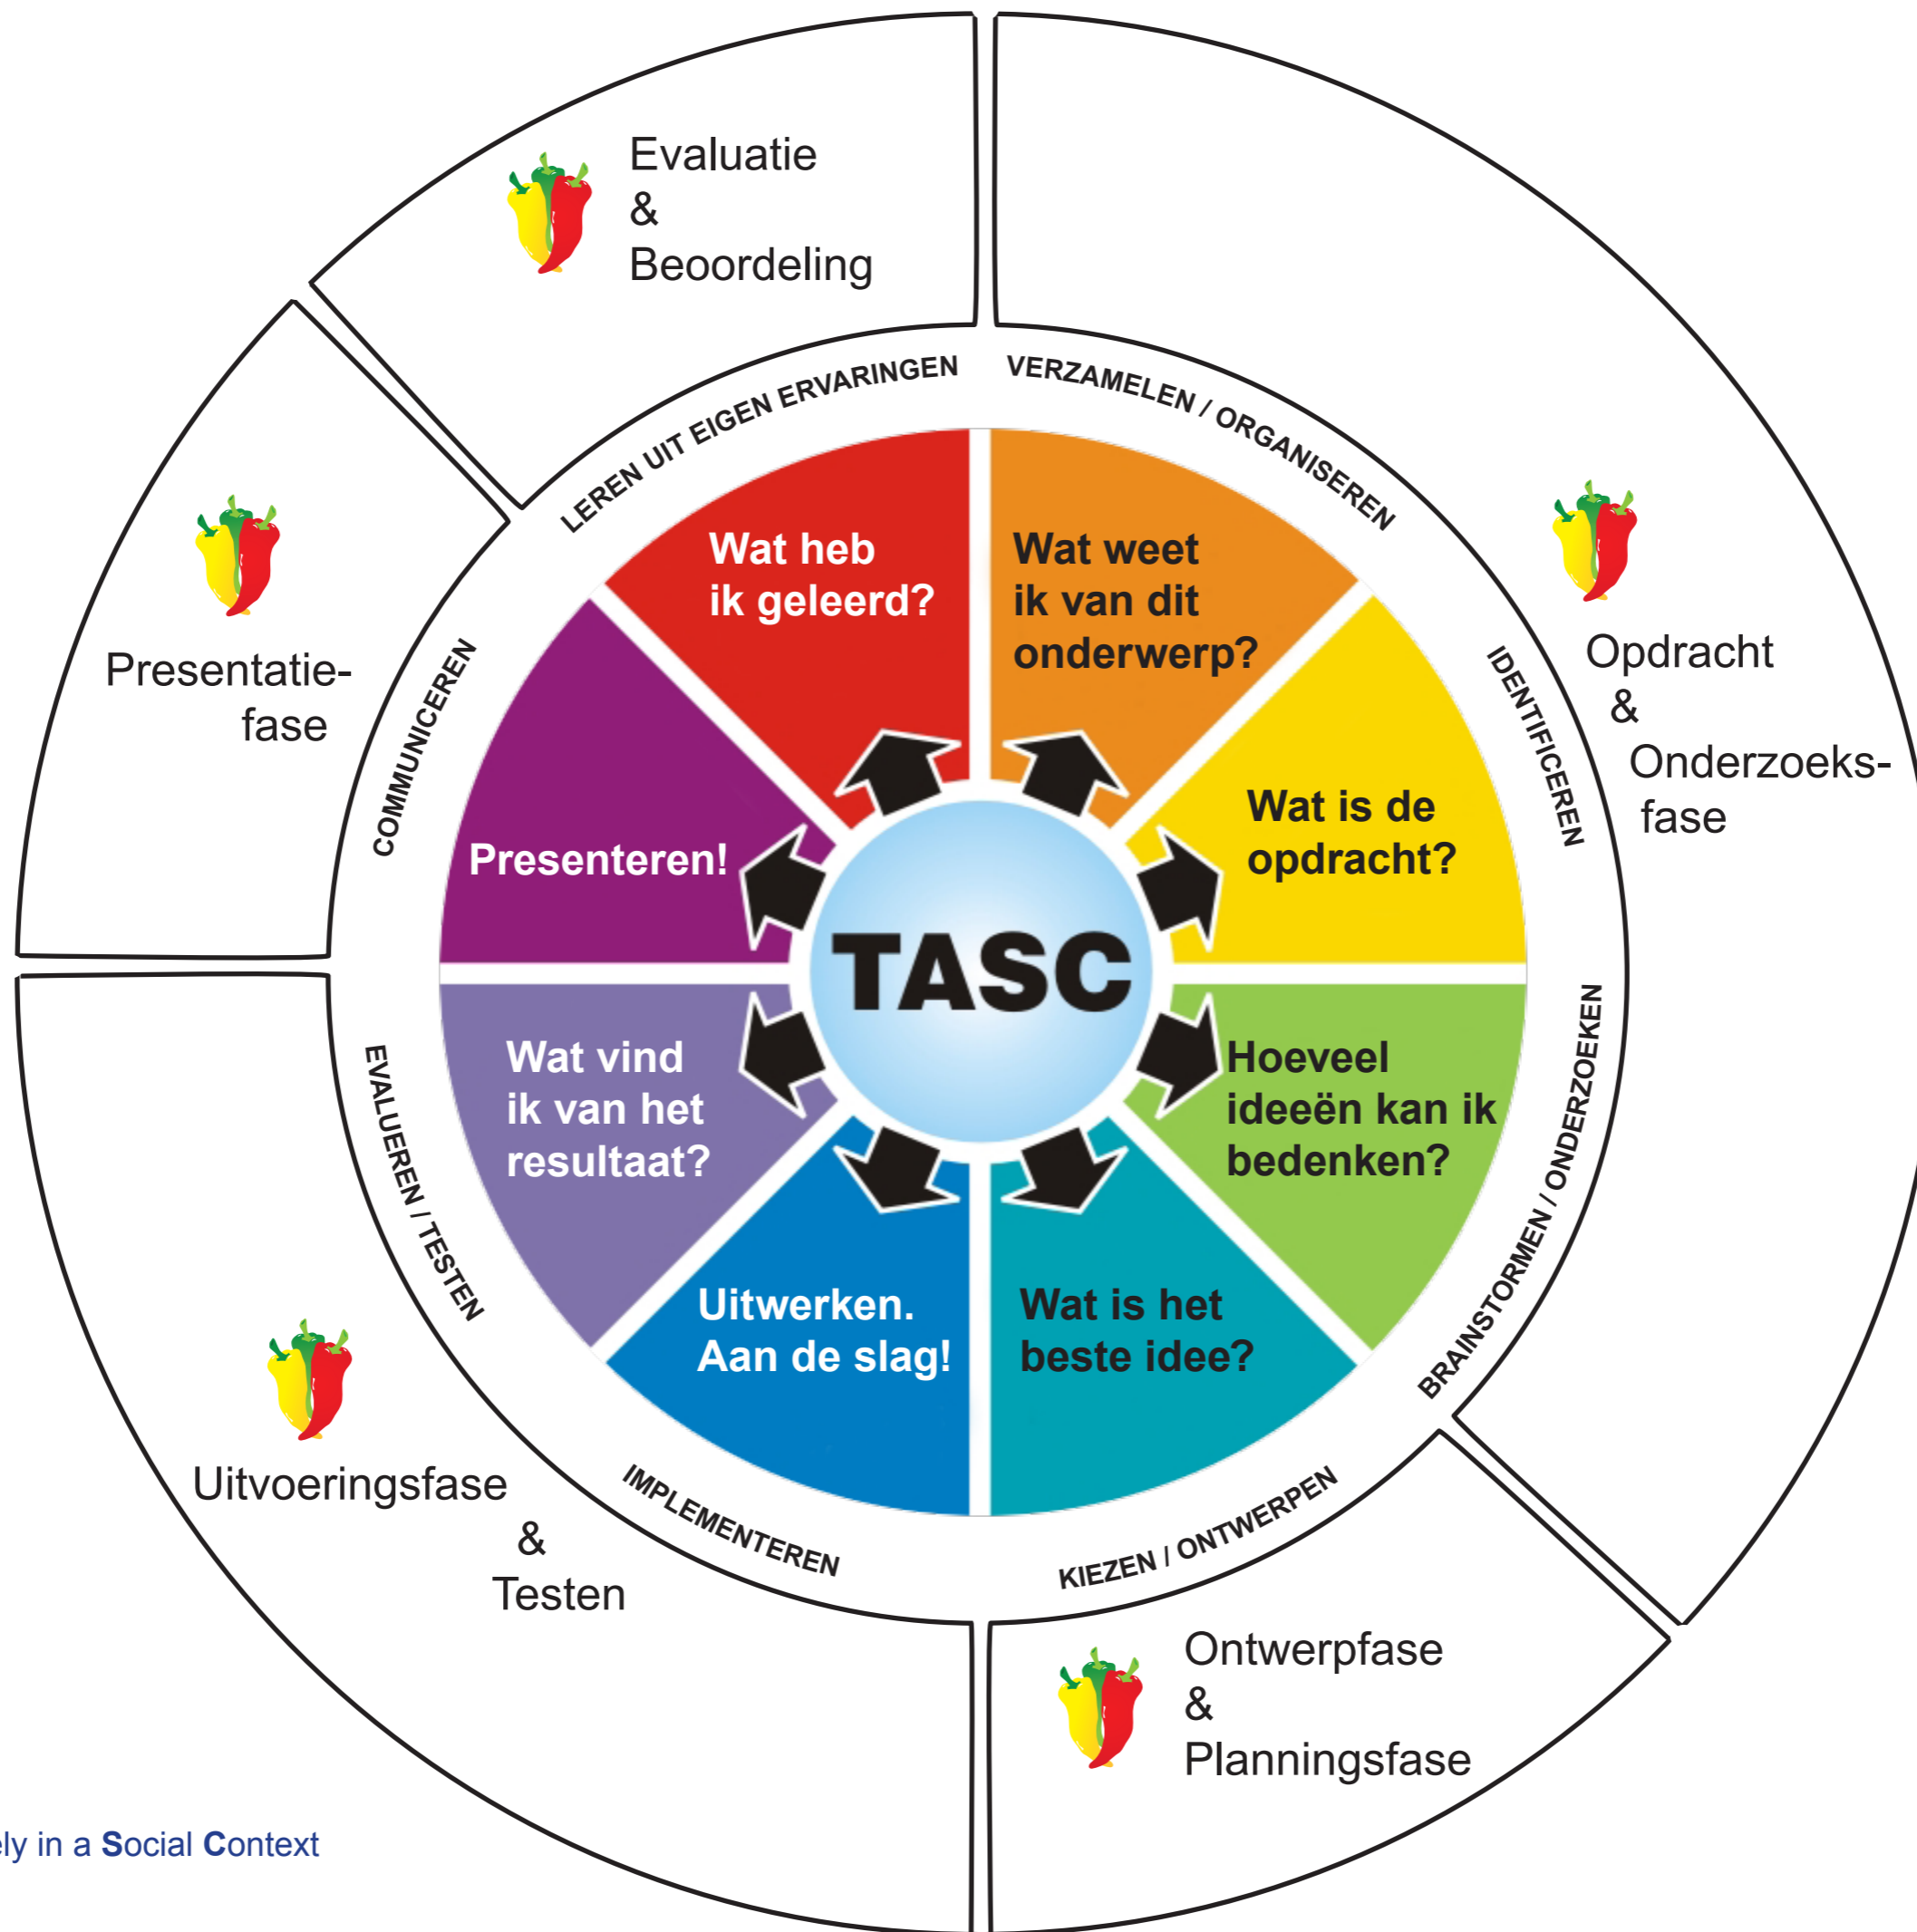 Evaluatie
&
Beoordeling
Presentatie-
fase
Opdracht
&
Onderzoeks-
fase
Uitvoeringsfase
&
Testen
Ontwerpfase
&
Planningsfase
LEREN UIT EIGEN ERVARINGEN
VERZAMELEN / ORGANISEREN
IDENTIFICEREN
BRAINSTORMEN / ONDERZOEKEN
KIEZEN / ONTWERPEN
IMPLEMENTEREN
EVALUEREN / TESTEN
COMMUNICEREN
Wat heb
ik geleerd?
Wat weet
ik van dit
onderwerp?
Wat is de
opdracht?
Hoeveel
ideeën kan ik
bedenken?
Wat is het
beste idee?
Uitwerken.
Aan de slag!
Wat vind
ik van het
resultaat?
Presenteren!
TASC
ely in a Social Context